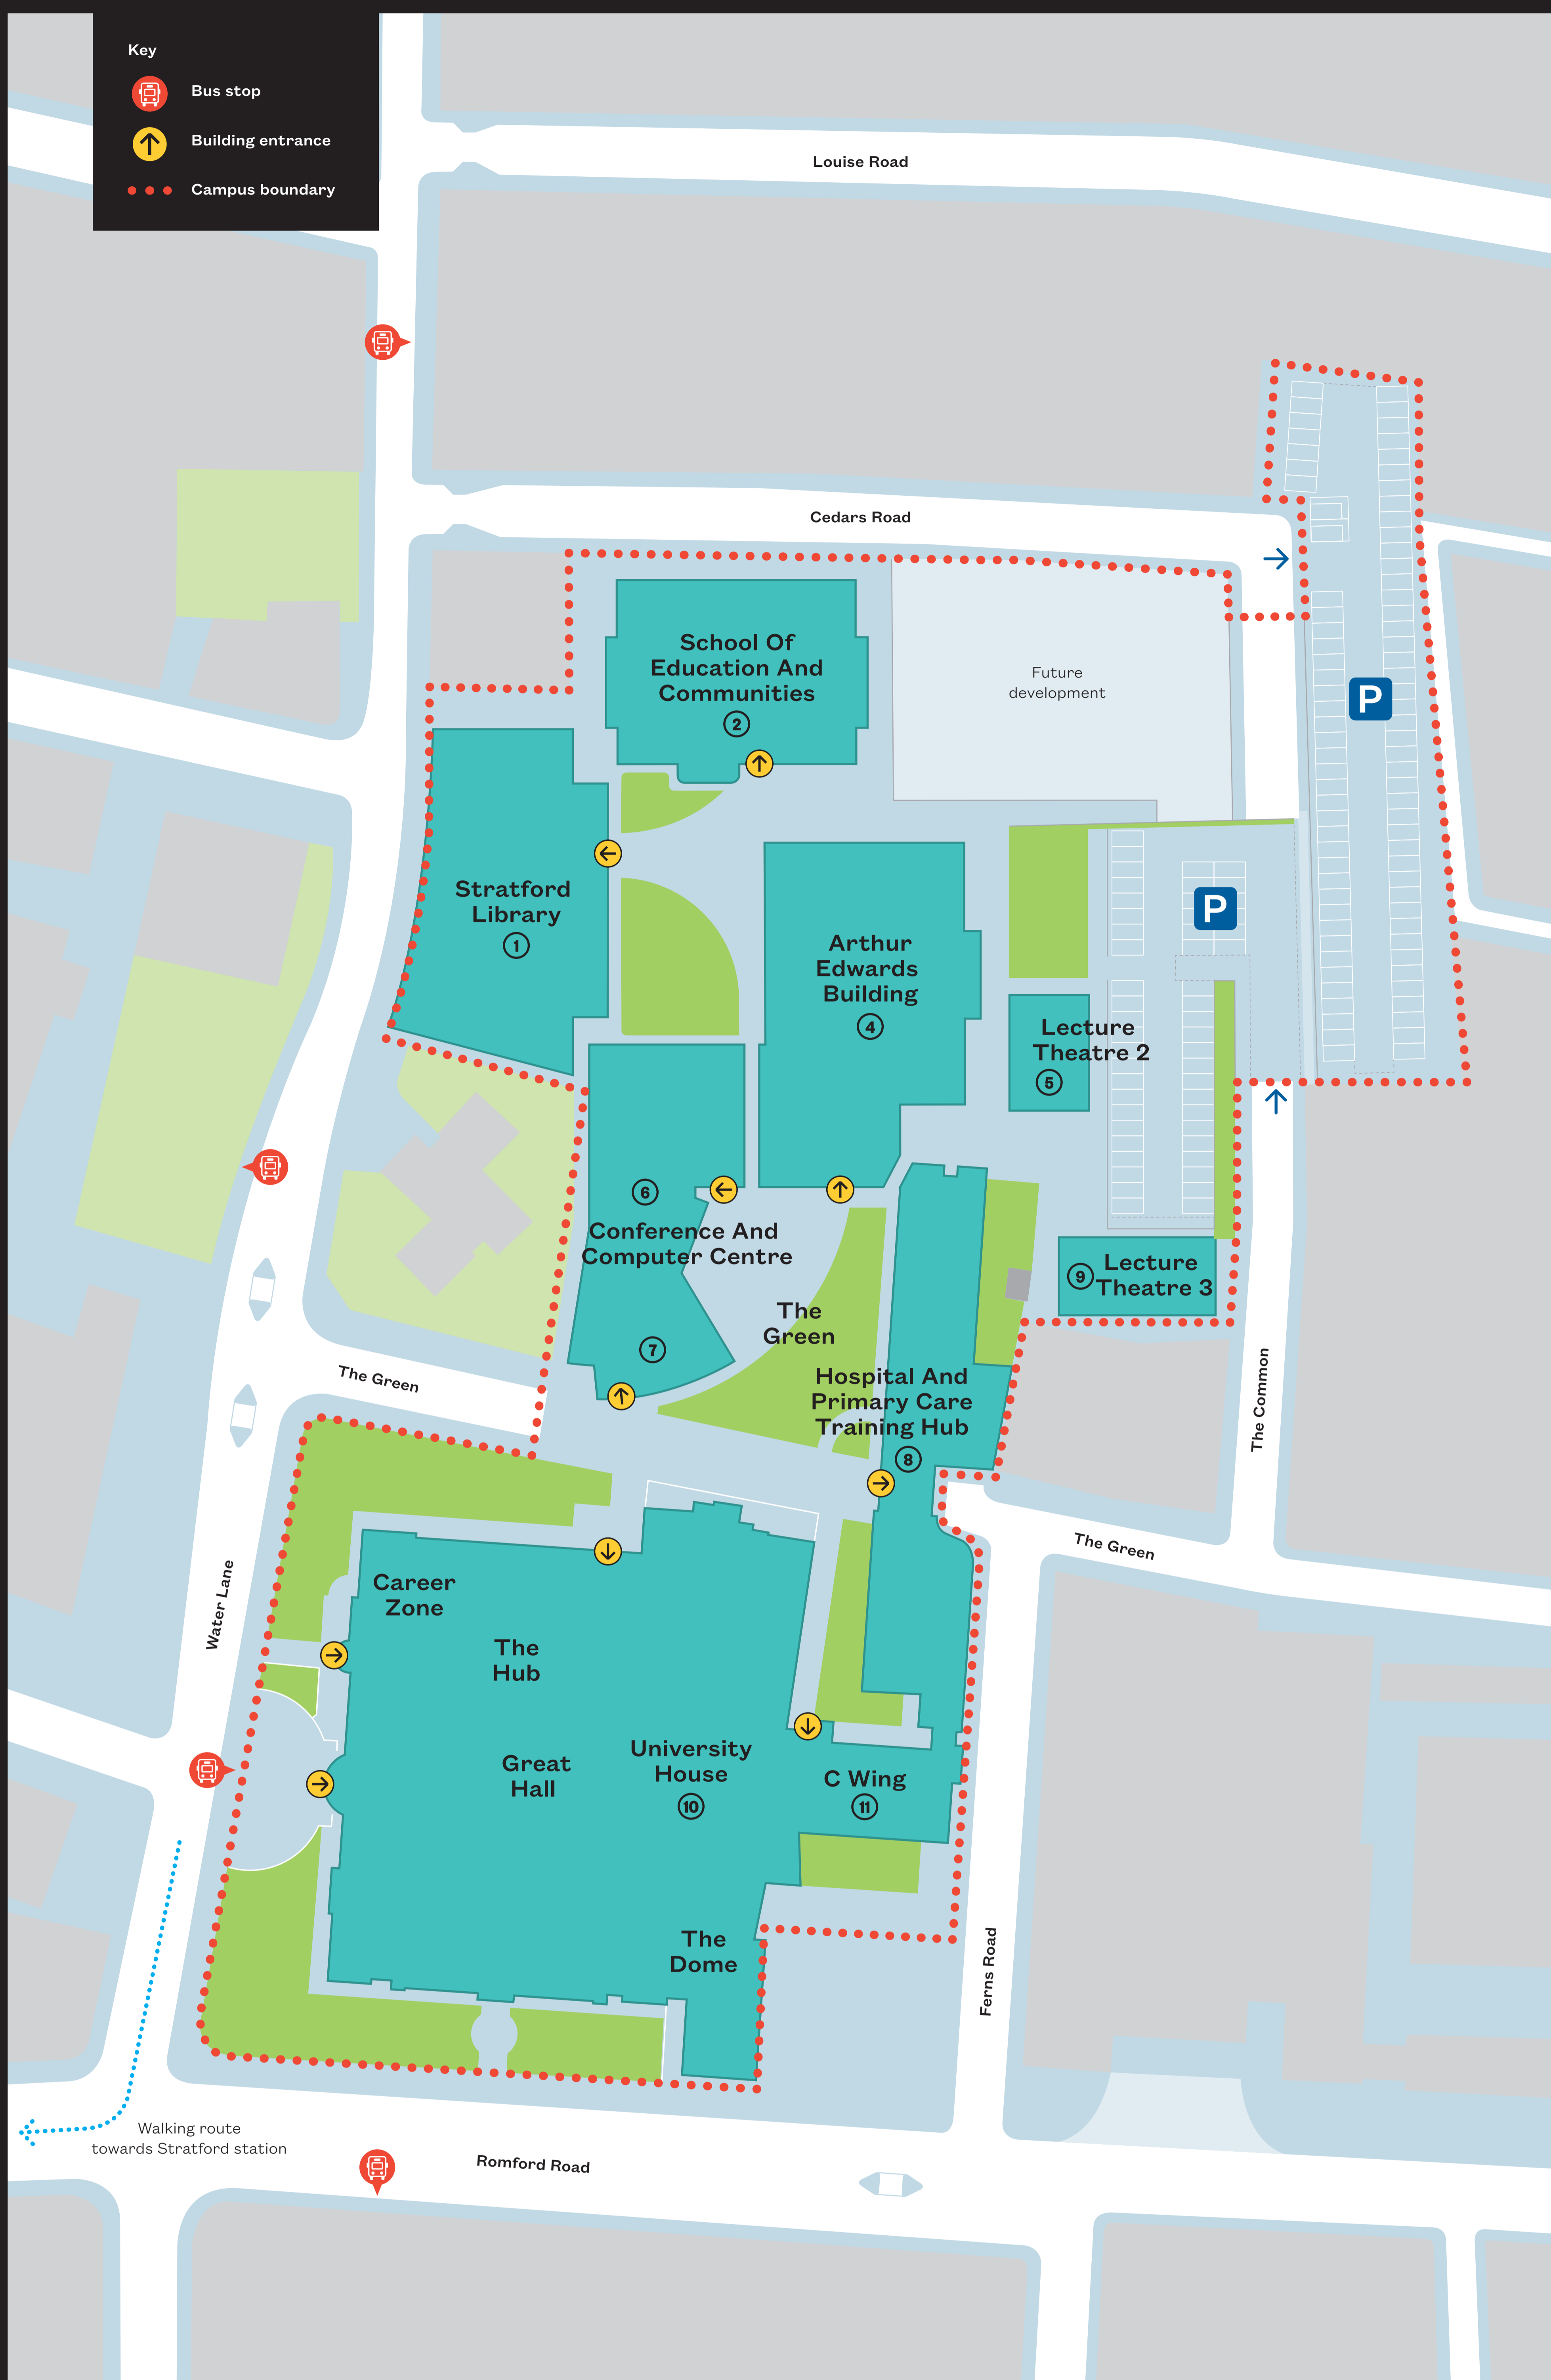 Key
Bus stop
Building entrance
Campus boundary
Louise Road
Cedars Road
School Of
Education And
Communities
2
Future
development
P
Stratford
Library
1
P
Arthur
Edwards
Building
4
Lecture
Theatre 2
5
6
Conference And
Computer Centre
7
9
Lecture
Theatre 3
The
Green
The Green
Hospital And
Primary Care
Training Hub
8
The Common
The Green
Water Lane
Career
Zone
The
Hub
Great
Hall
University
House
10
C Wing
11
The
Dome
Ferns Road
Walking route
towards Stratford station
Romford Road